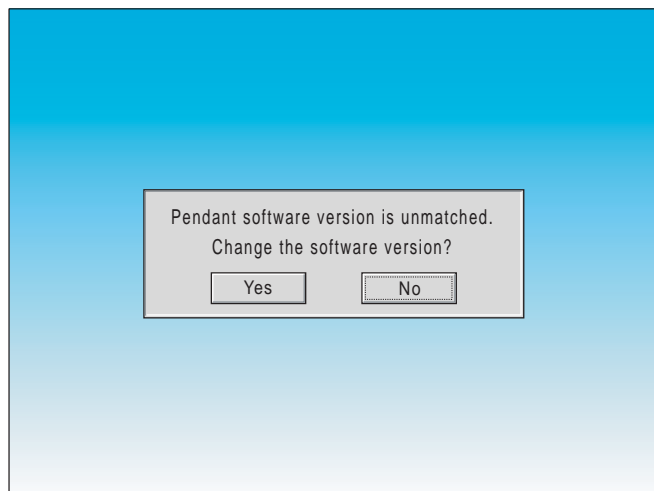 Pendant software version is unmatched.
Change the software version?
Yes No